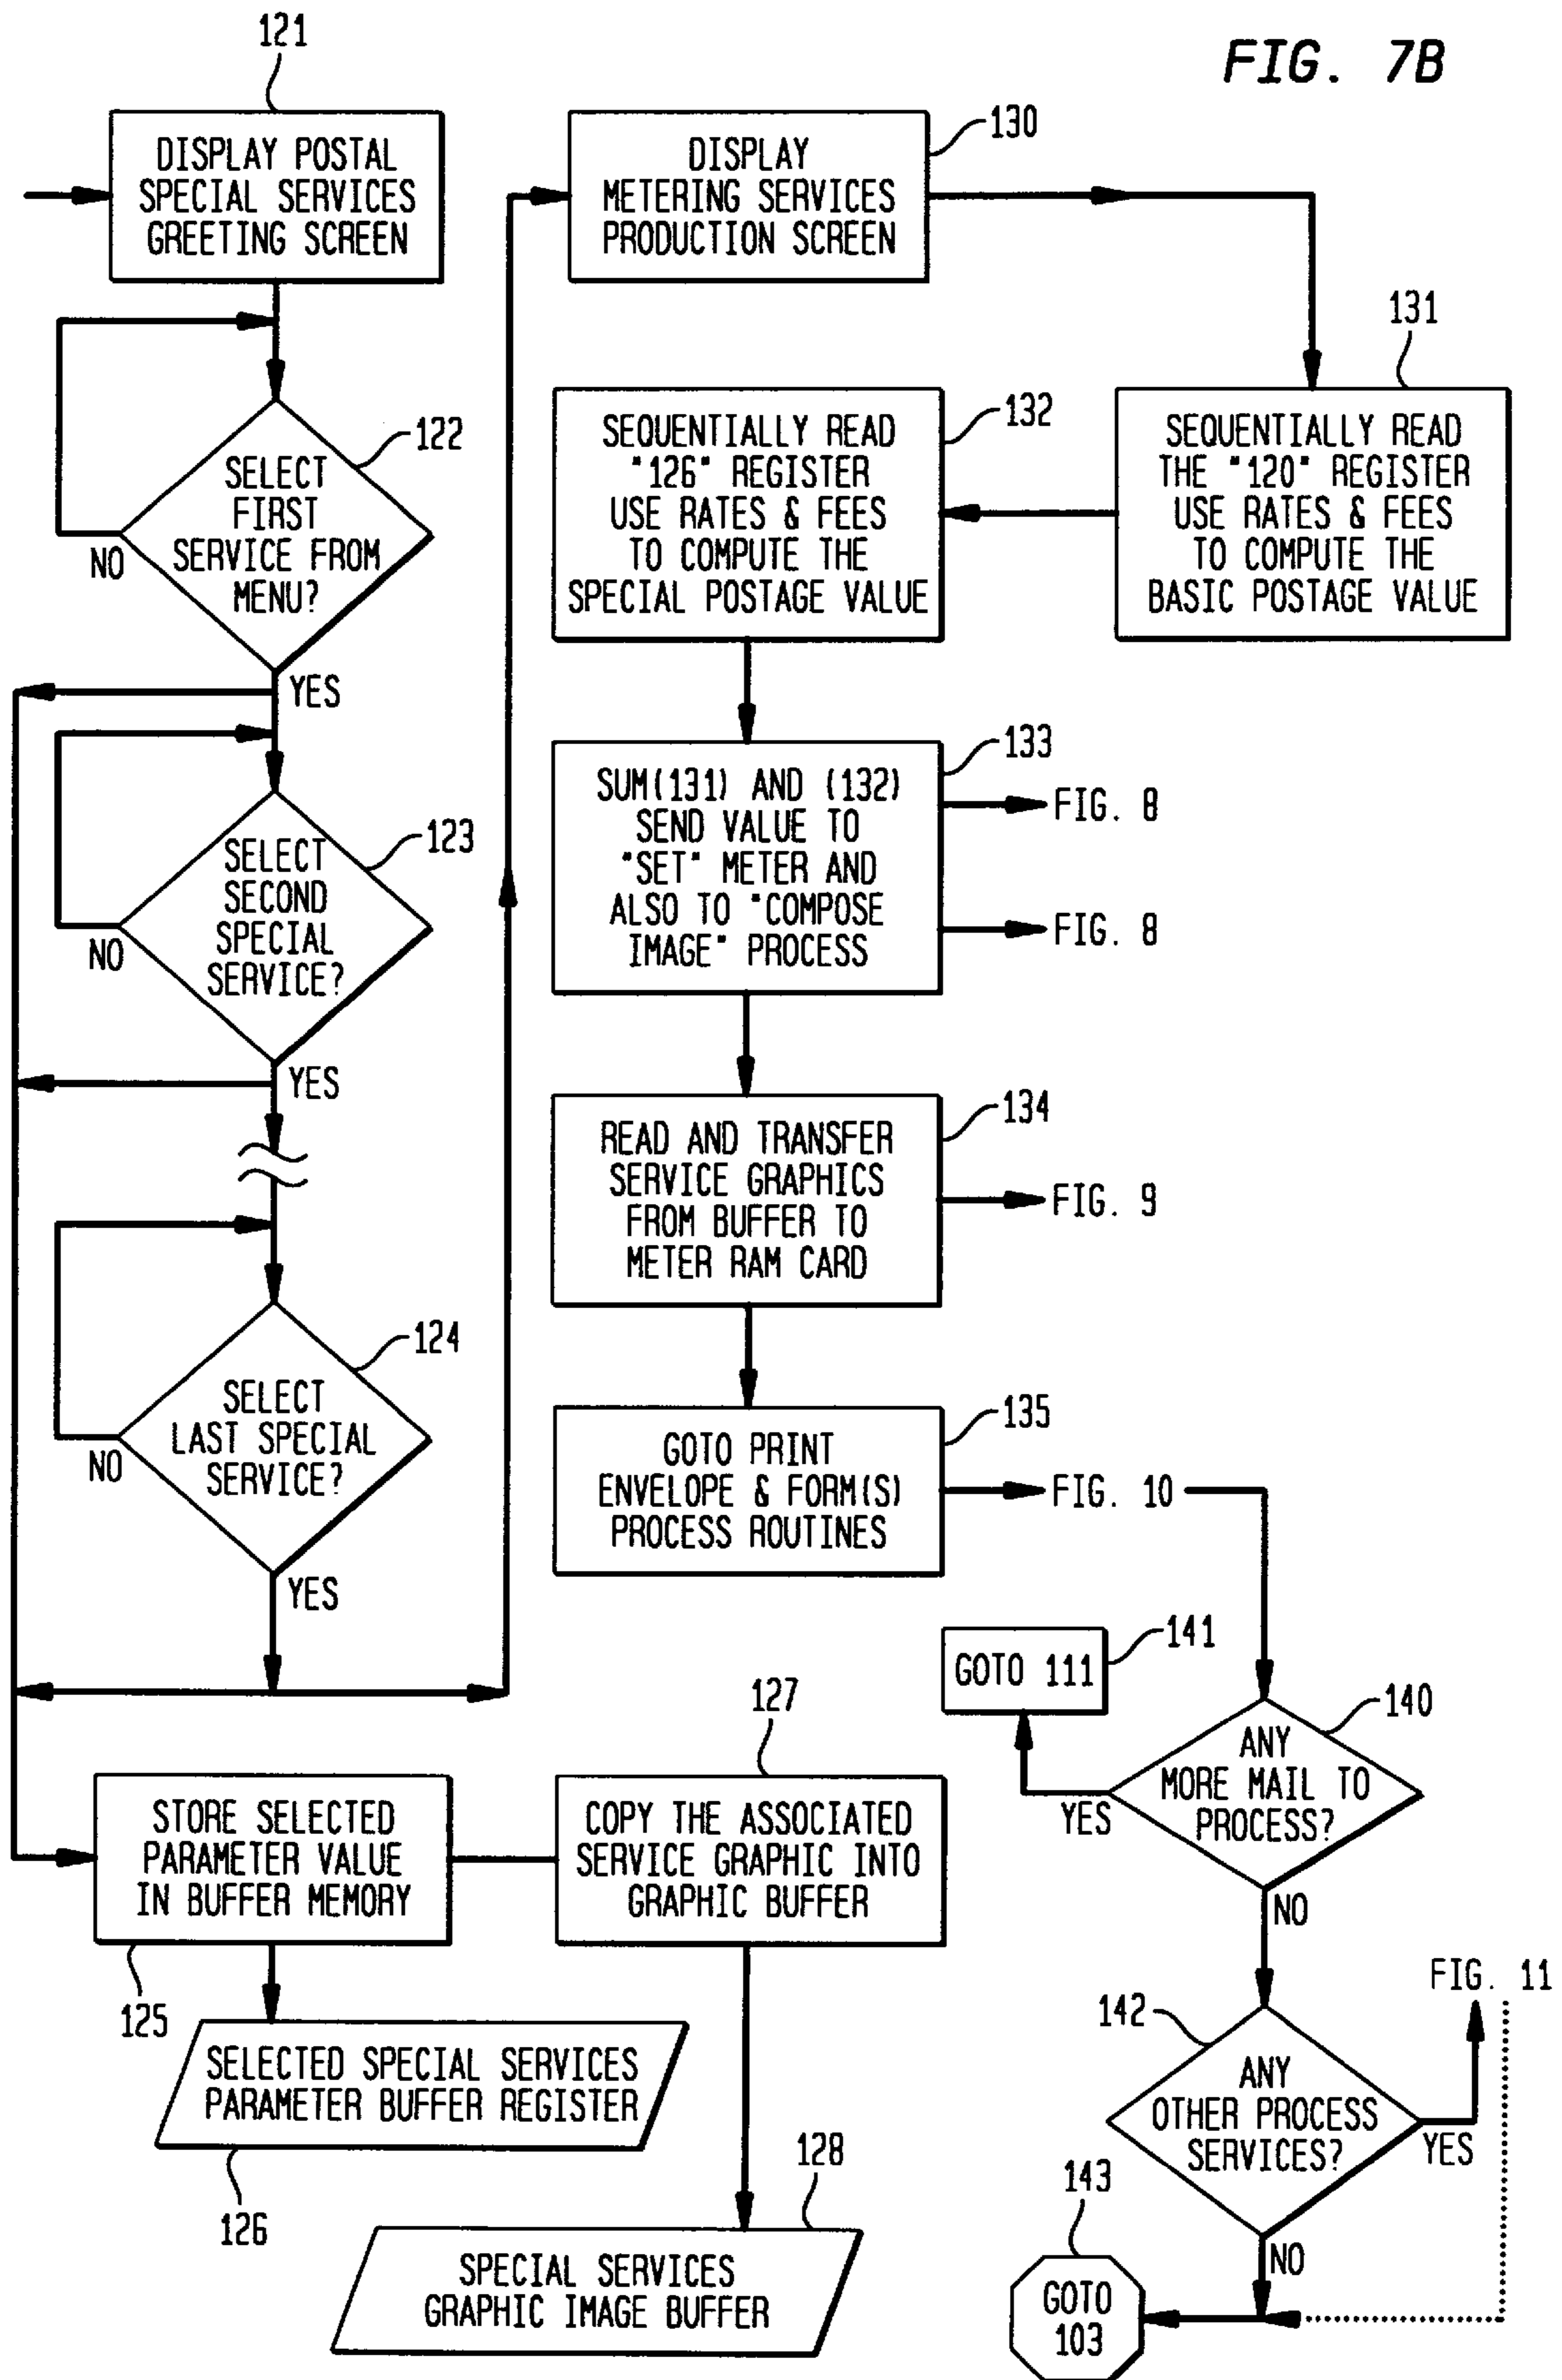 FIG. 7B
121
DISPLAY POSTAL
SPECIAL SERVICES
GREETING SCREEN
122
SELECT
FIRST
SERVICE FROM
MENU?
NO
YES
123
SELECT
SECOND
SPECIAL
SERVICE?
NO
YES
124
SELECT
LAST SPECIAL
SERVICE?
NO
YES
STORE SELECTED
PARAMETER VALUE
IN BUFFER MEMORY
125
SELECTED SPECIAL SERVICES
PARAMETER BUFFER REGISTER
126
127
COPY THE ASSOCIATED
SERVICE GRAPHIC INTO
GRAPHIC BUFFER
128
SPECIAL SERVICES
GRAPHIC IMAGE BUFFER
130
DISPLAY
METERING SERVICES
PRODUCTION SCREEN
131
SEQUENTIALLY READ
THE "120" REGISTER
USE RATES & FEES
TO COMPUTE THE
BASIC POSTAGE VALUE
132
SEQUENTIALLY READ
"126" REGISTER
USE RATES & FEES
TO COMPUTE THE
SPECIAL POSTAGE VALUE
133
SUM(131) AND (132)
SEND VALUE TO
"SET" METER AND
ALSO TO "COMPOSE
IMAGE" PROCESS
FIG. 8
FIG. 8
134
READ AND TRANSFER
SERVICE GRAPHICS
FROM BUFFER TO
METER RAM CARD
FIG. 9
135
GOTO PRINT
ENVELOPE & FORM(S)
PROCESS ROUTINES
FIG. 10
141
GOTO 111
140
ANY
MORE MAIL TO
PROCESS?
YES
NO
FIG. 11
142
ANY
OTHER PROCESS
SERVICES?
YES
NO
143
GOTO
103